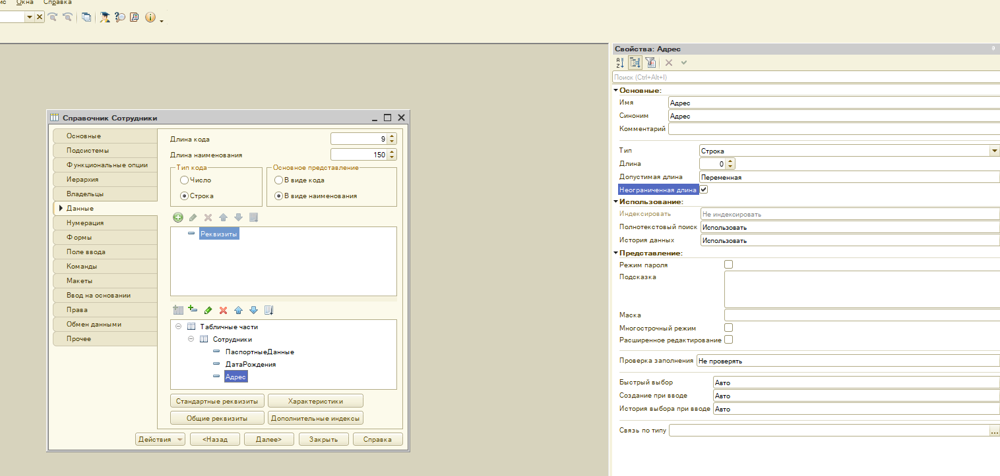 Окна Справка
Свойства: Адрес
Поиск (Ctrl+Alt+I)
Основные:
Имя Адрес
Синоним Адрес
Комментарий
Тип Строка
Длина 0
Допустимая длина Переменная
Неограниченная длина
Использование:
Индексировать Не индексировать
Полнотекстовый поиск Использовать
История данных Использовать
Представление:
Режим пароля
Подсказка
Маска
Многострочный режим
Расширенное редактирование
Проверка заполнения Не проверять
Быстрый выбор Авто
Создание при вводе Авто
История выбора при вводе Авто
Связь по типу ...
Справочник Сотрудники
Основные
Подсистемы
Функциональные опции
Иерархия
Владельцы
Данные
Нумерация
Формы
Поле ввода
Команды
Макеты
Ввод на основании
Права
Обмен данными
Прочее
Длина кода 9
Длина наименования 150
Тип кода
Число
Строка
Основное представление
В виде кода
В виде наименования
Реквизиты
Табличные части
Сотрудники
ПаспортныеДанные
ДатаРождения
Адрес
Стандартные реквизиты Характеристики
Общие реквизиты Дополнительные индексы
Действия <Назад Далее> Закрыть Справка